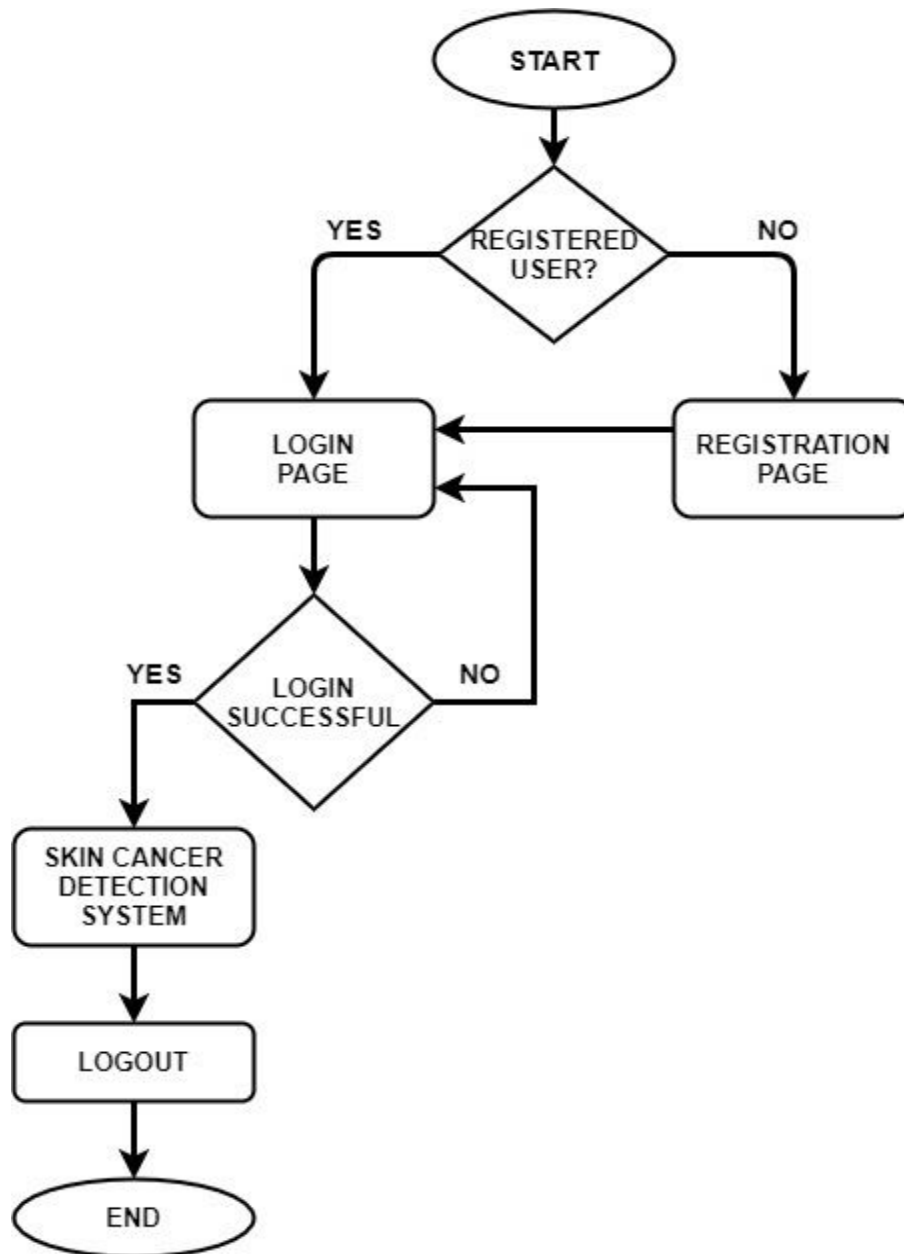 START
YES
REGISTERED
USER?
NO
LOGIN
PAGE
REGISTRATION
PAGE
YES
LOGIN
SUCCESSFUL
NO
SKIN CANCER
DETECTION
SYSTEM
LOGOUT
END